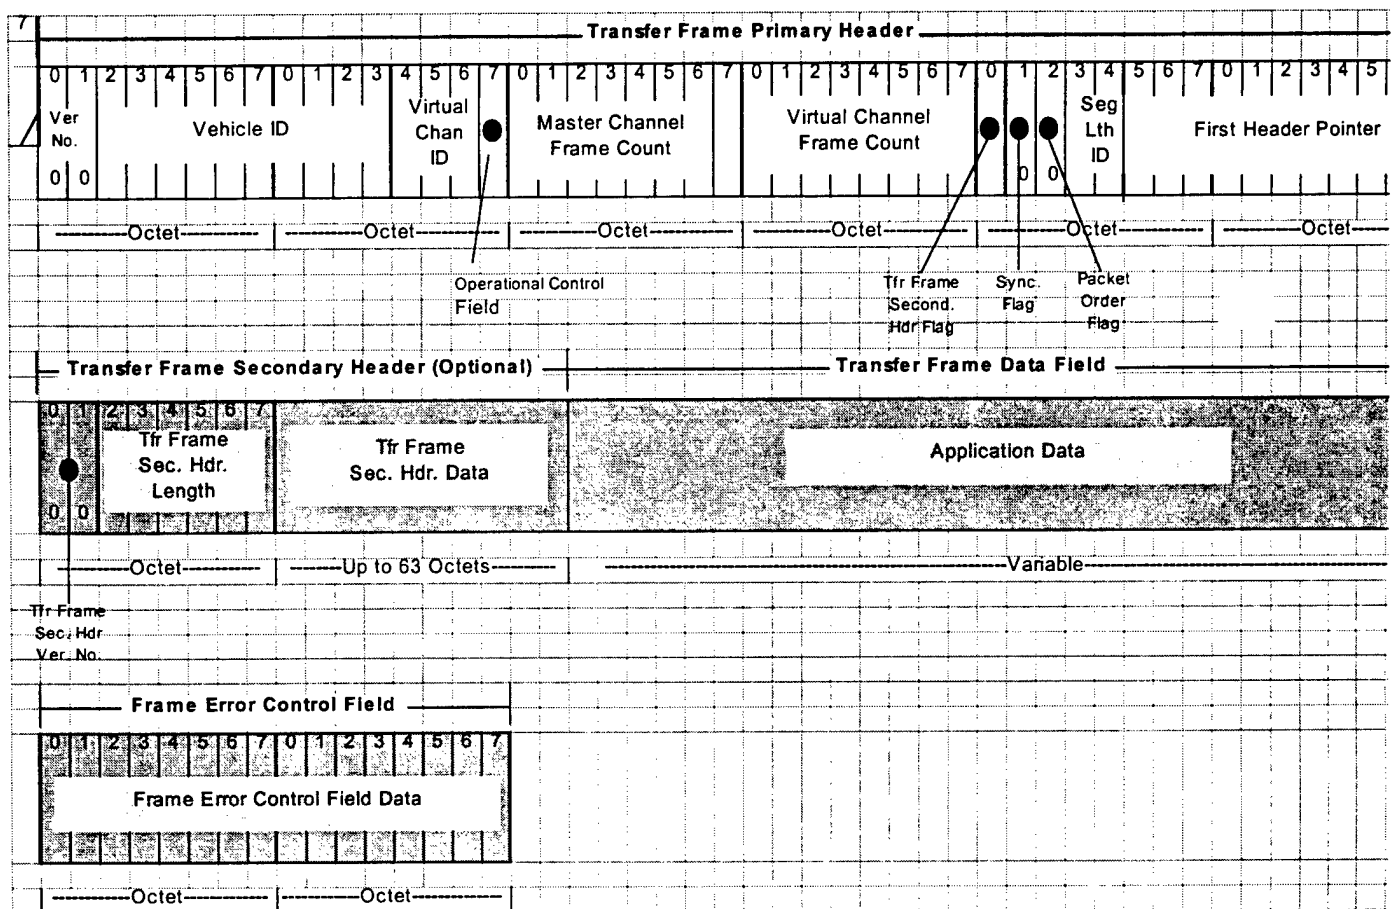 7
Transfer Frame Primary Header
0 1 2 3 4 5 6 7 0 1 2 3 4 5 6 7 0 1 2 3 4 5 6 7 0 1 2 3 4 5 6 7 0 1 2 3 4 5 6 7 0 1 2 3 4 5
Ver
No.
0 0
Vehicle ID
Virtual
Chan
ID
Master Channel
Frame Count
Virtual Channel
Frame Count
0 0
Seg
Lth
ID
First Header Pointer
Octet Octet Octet Octet Octet Octet
Operational Control
Field
Tfr Frame
Second.
Hdr Flag
Sync.
Flag
Packet
Order
Flag
Transfer Frame Secondary Header (Optional) Transfer Frame Data Field
0 1 2 3 4 5 6 7
Tfr Frame
Sec. Hdr.
Length
0 0
Tfr Frame
Sec. Hdr. Data
Application Data
Octet Up to 63 Octets Variable
Tfr Frame
Sec. Hdr
Ver. No.
Frame Error Control Field
0 1 2 3 4 5 6 7 0 1 2 3 4 5 6 7
Frame Error Control Field Data
Octet Octet